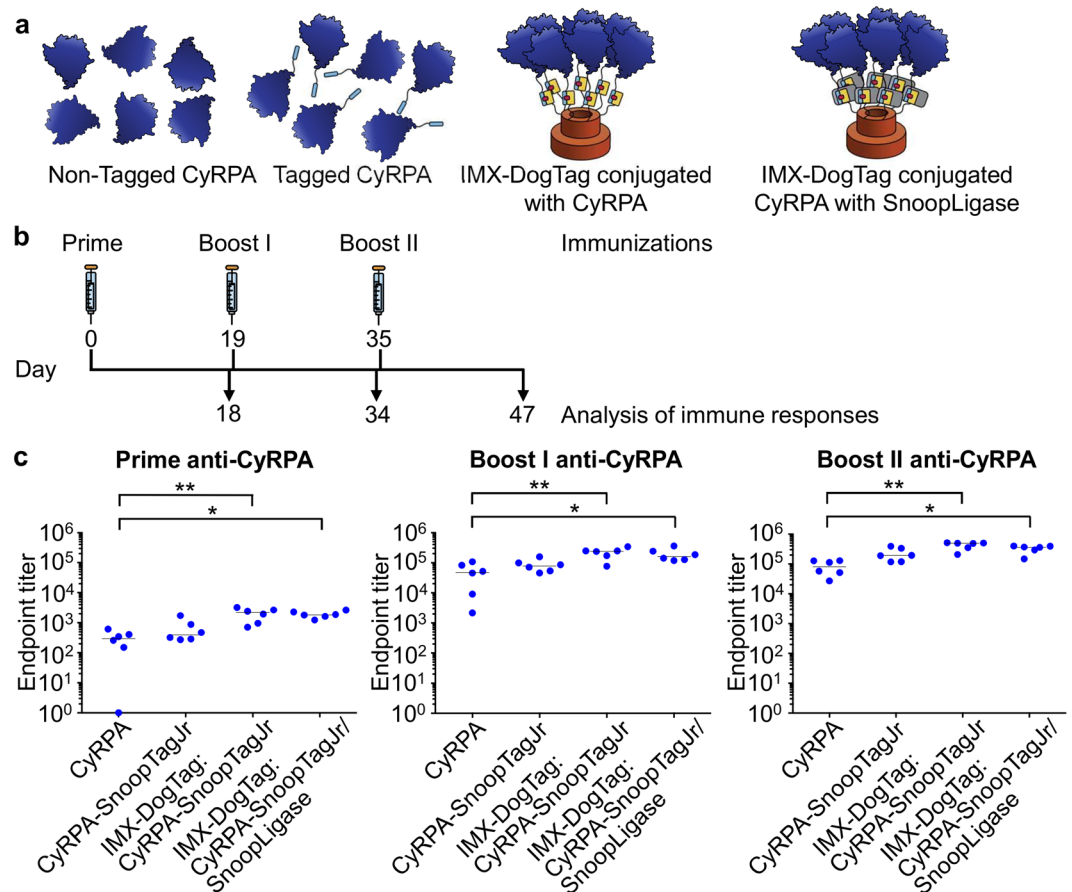 a
Non-Tagged CyRPA
Tagged CyRPA
IMX-DogTag conjugated
with CyRPA
IMX-DogTag conjugated
CyRPA with SnoopLigase
b
Prime
Boost I
Boost II
Immunizations
0
19
35
Day
18
34
47
Analysis of immune responses
c
Prime anti-CyRPA
**
*
Endpoint titer
10⁶
10⁵
10⁴
10³
10²
10¹
10⁰
CyRPA
CyRPA-SnoopTagJr
IMX-DogTag:
CyRPA-SnoopTagJr
IMX-DogTag:
CyRPA-SnoopTagJr/
SnoopLigase
Boost I anti-CyRPA
**
*
Endpoint titer
10⁶
10⁵
10⁴
10³
10²
10¹
10⁰
CyRPA
CyRPA-SnoopTagJr
IMX-DogTag:
CyRPA-SnoopTagJr
IMX-DogTag:
CyRPA-SnoopTagJr/
SnoopLigase
Boost II anti-CyRPA
**
*
Endpoint titer
10⁶
10⁵
10⁴
10³
10²
10¹
10⁰
CyRPA
CyRPA-SnoopTagJr
IMX-DogTag:
CyRPA-SnoopTagJr
IMX-DogTag:
CyRPA-SnoopTagJr/
SnoopLigase